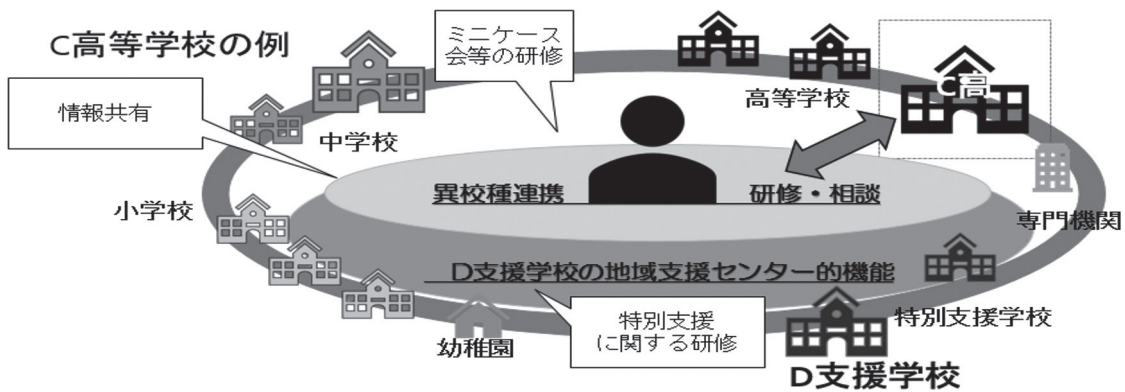 C高等学校の例
ミニケース
会等の研修
情報共有
中学校
高等学校
C高
異校種連携
研修・相談
小学校
専門機関
D支援学校の地域支援センター的機能
特別支援
に関する研修
特別支援学校
幼稚園
D支援学校